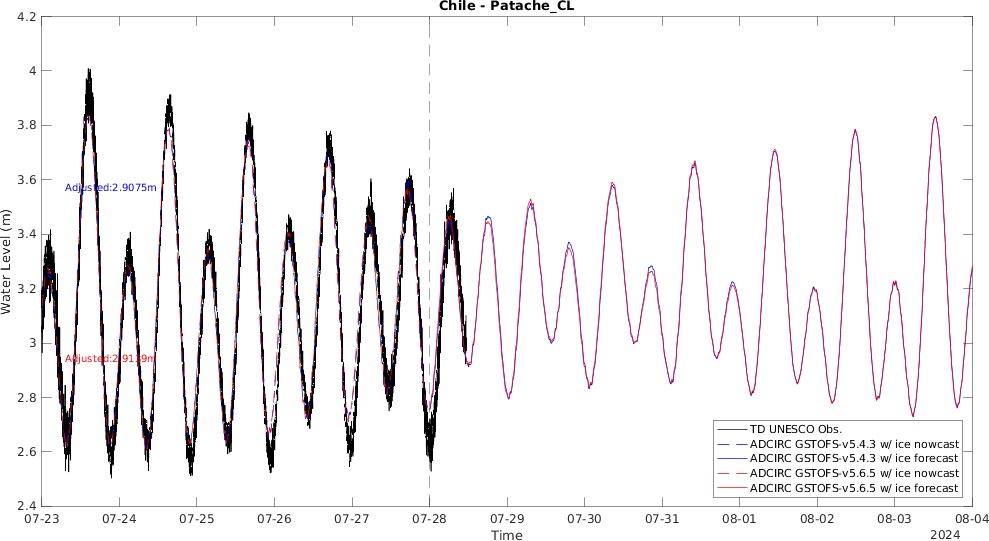 Chile - Patache_CL
Water Level (m)
4.2
4
3.8
3.6
3.4
3.2
3
2.8
2.6
2.4
Adjusted:2.9075m
Adjusted:2.9139m
TD UNESCO Obs.
ADCIRC GSTOFS-v5.4.3 w/ ice nowcast
ADCIRC GSTOFS-v5.4.3 w/ ice forecast
ADCIRC GSTOFS-v5.6.5 w/ ice nowcast
ADCIRC GSTOFS-v5.6.5 w/ ice forecast
07-23 07-24 07-25 07-26 07-27 07-28 07-29 07-30 07-31 08-01 08-02 08-03 08-04
Time
2024